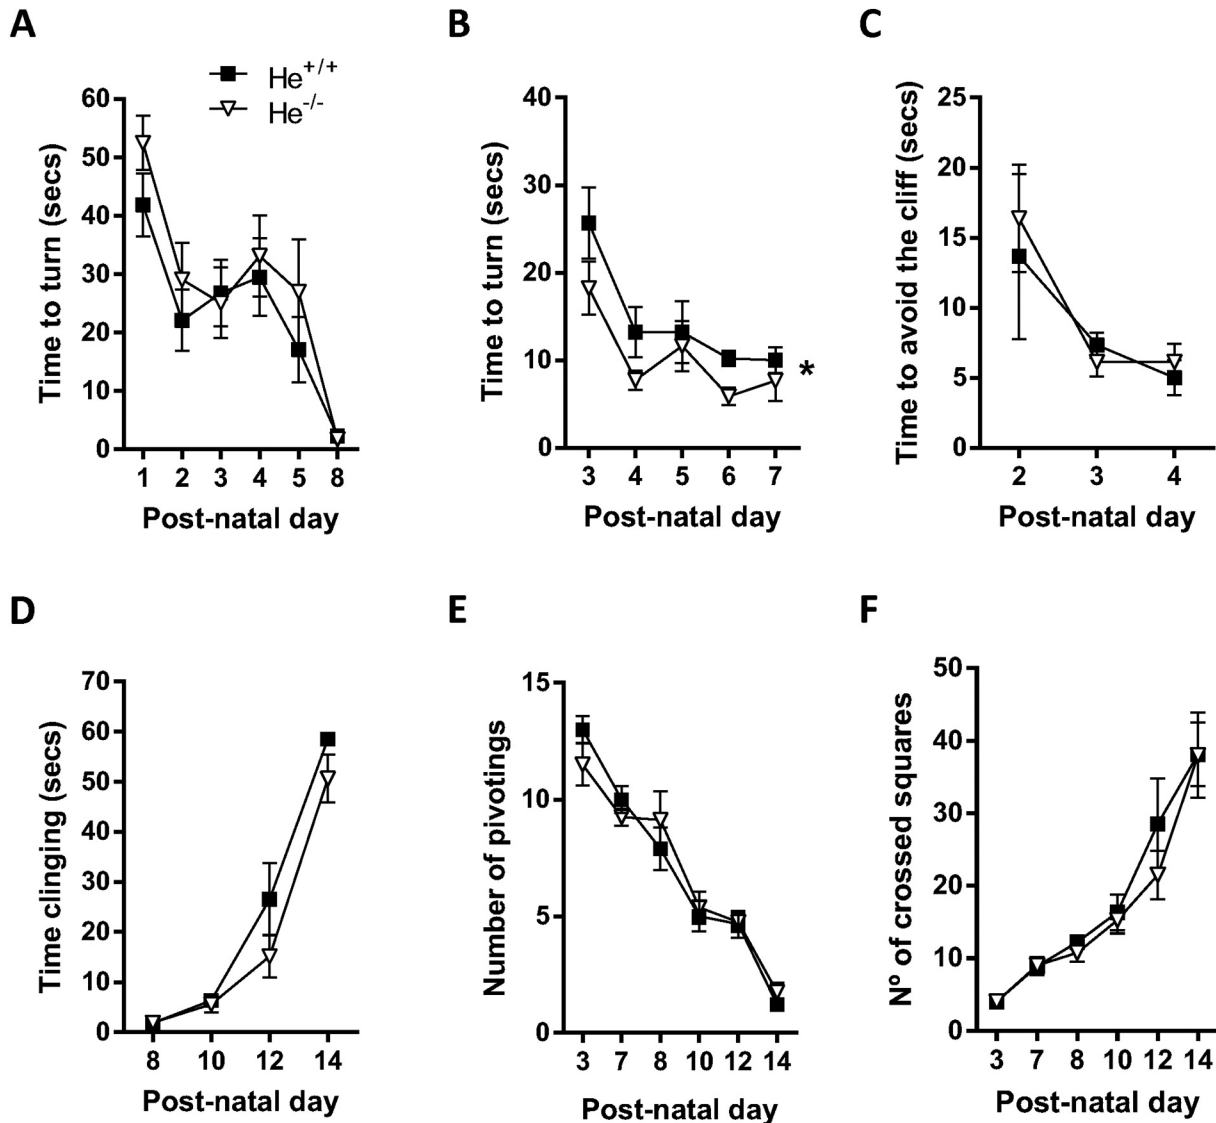 A
He+/+
He-/-
60
50
40
30
20
10
0
Time to turn (secs)
1 2 3 4 5 8
Post-natal day
B
40
30
20
10
0
Time to turn (secs)
*
3 4 5 6 7
Post-natal day
C
25
20
15
10
5
0
Time to avoid the cliff (secs)
2 3 4
Post-natal day
D
70
60
50
40
30
20
10
0
Time clinging (secs)
8 10 12 14
Post-natal day
E
15
10
5
0
Number of pivotings
3 7 8 10 12 14
Post-natal day
F
50
40
30
20
10
0
Nº of crossed squares
3 7 8 10 12 14
Post-natal day